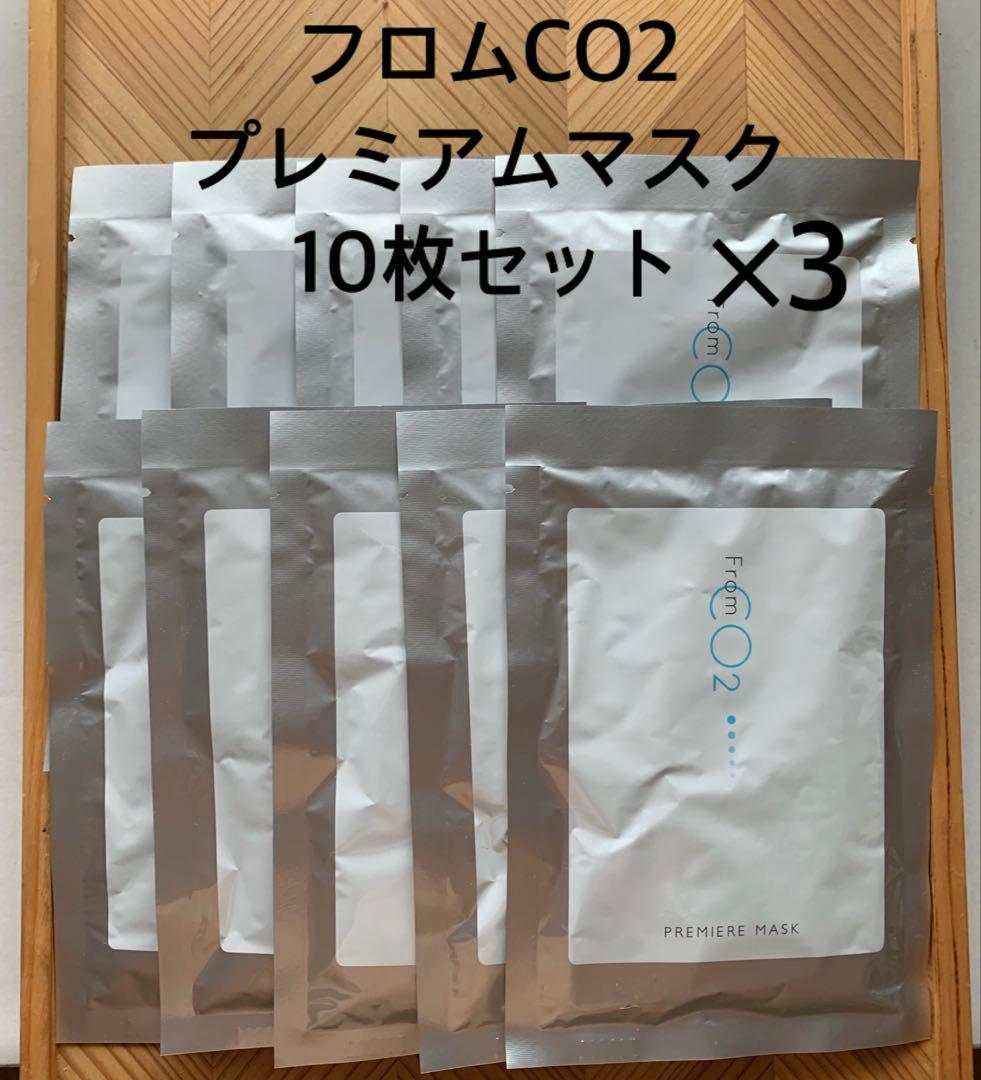 フロムCO2
プレミアムマスク
10枚セット ×3
From
CO
From
CO2
PREMIERE MASK